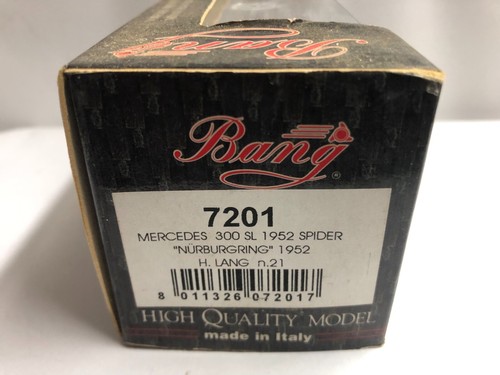 Bang
Bang
®
7201
MERCEDES 300 SL 1952 SPIDER
"NÜRBURGRING" 1952
H. LANG n.21
8 011326 072017
HIGH QUALITY MODEL
made in Italy